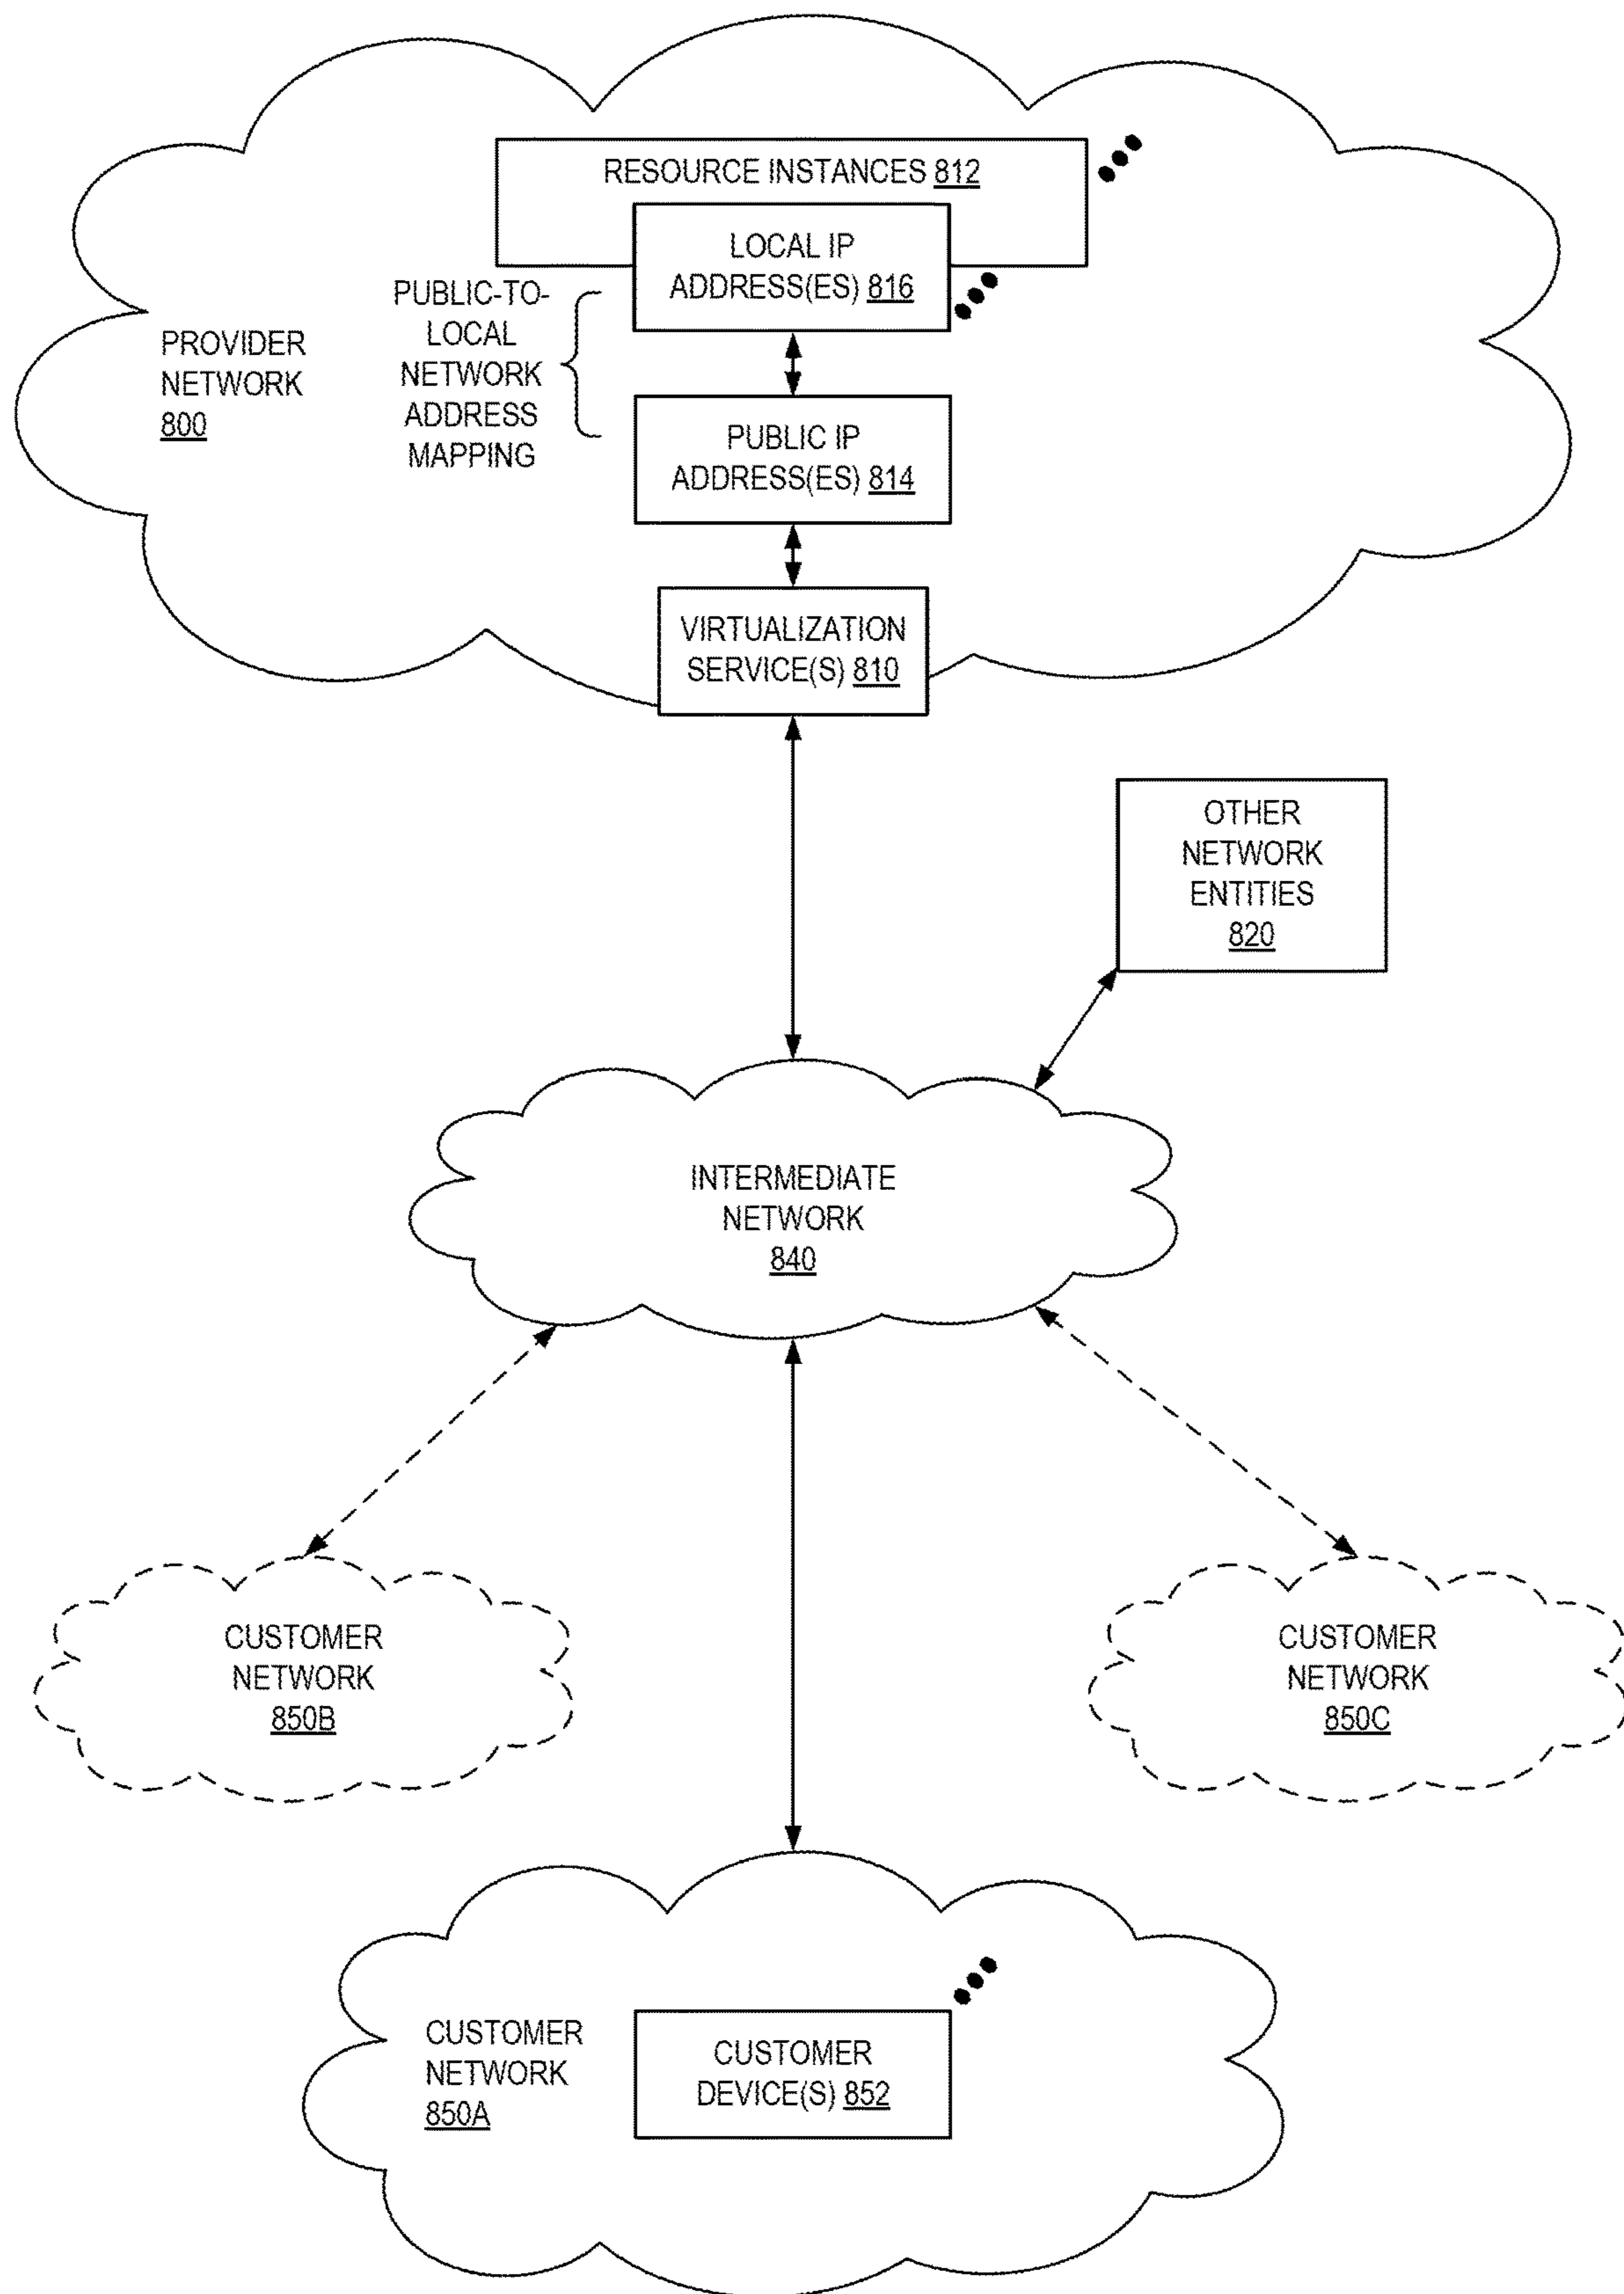 RESOURCE INSTANCES 812
LOCAL IP
ADDRESS(ES) 816
PUBLIC-TO-
LOCAL
NETWORK
ADDRESS
MAPPING
PROVIDER
NETWORK
800
PUBLIC IP
ADDRESS(ES) 814
VIRTUALIZATION
SERVICE(S) 810
OTHER
NETWORK
ENTITIES
820
INTERMEDIATE
NETWORK
840
CUSTOMER
NETWORK
850B
CUSTOMER
NETWORK
850C
CUSTOMER
NETWORK
850A
CUSTOMER
DEVICE(S) 852